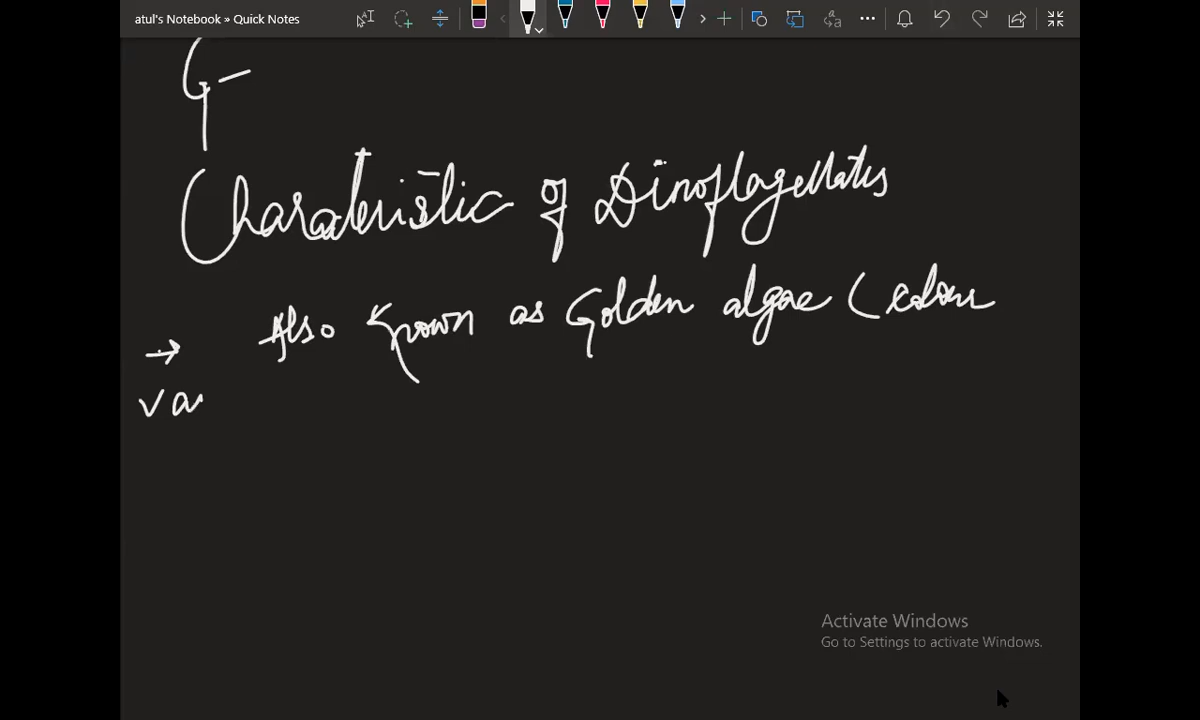 atul's Notebook » Quick Notes
G-
Charateristic of Dinoflagellates
Also known as Golden algae (colour
→
va
Activate Windows
Go to Settings to activate Windows.